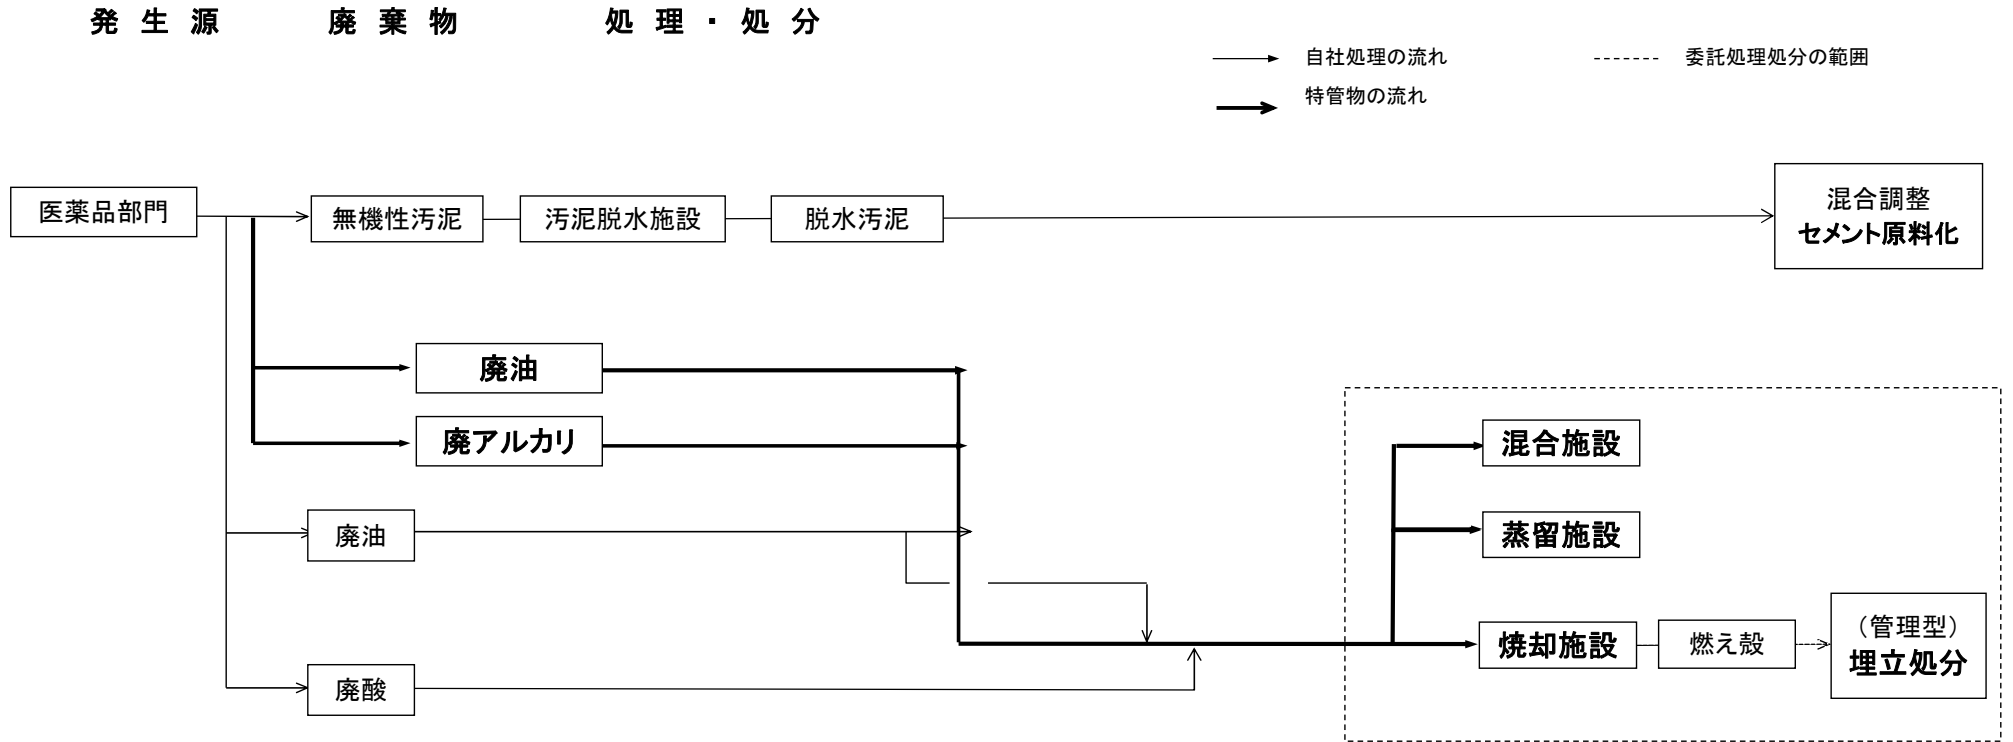 発生源 廃棄物 処理・処分
自社処理の流れ 委託処理処分の範囲
特管物の流れ
医薬品部門
無機性汚泥
汚泥脱水施設
脱水汚泥
混合調整
セメント原料化
廃油
廃アルカリ
廃油
廃酸
混合施設
蒸留施設
焼却施設
燃え殻
（管理型）
埋立処分